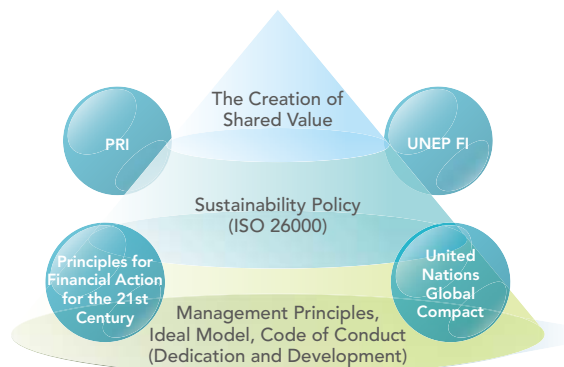 The Creation of
Shared Value
PRI
UNEP FI
Sustainability Policy
(ISO 26000)
Principles for
Financial Action
for the 21st
Century
United
Nations
Global
Compact
Management Principles,
Ideal Model, Code of Conduct
(Dedication and Development)